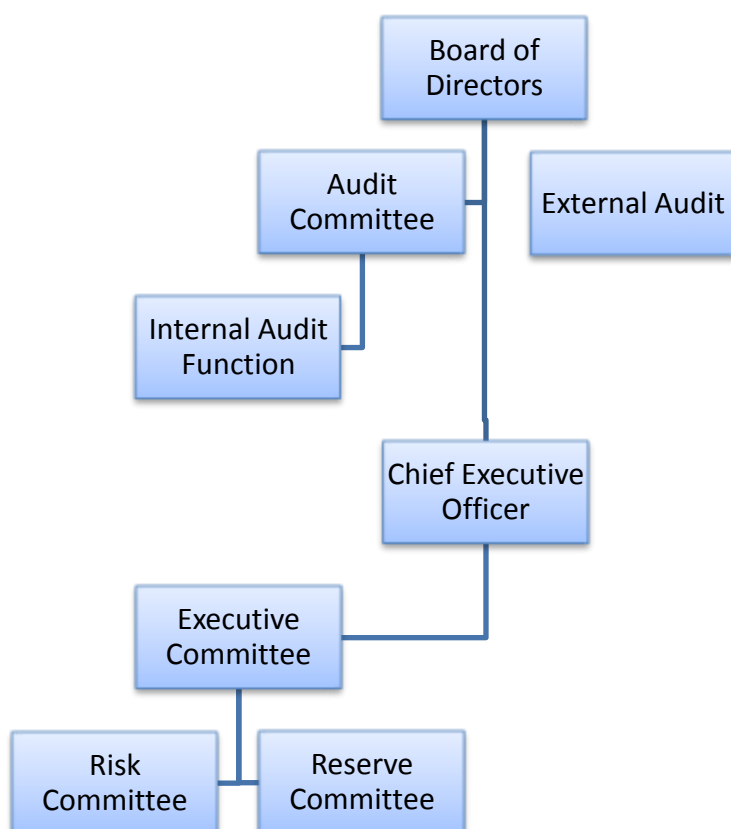 Board of
Directors
Audit
Committee
External Audit
Internal Audit
Function
Chief Executive
Officer
Executive
Committee
Risk
Committee
Reserve
Committee